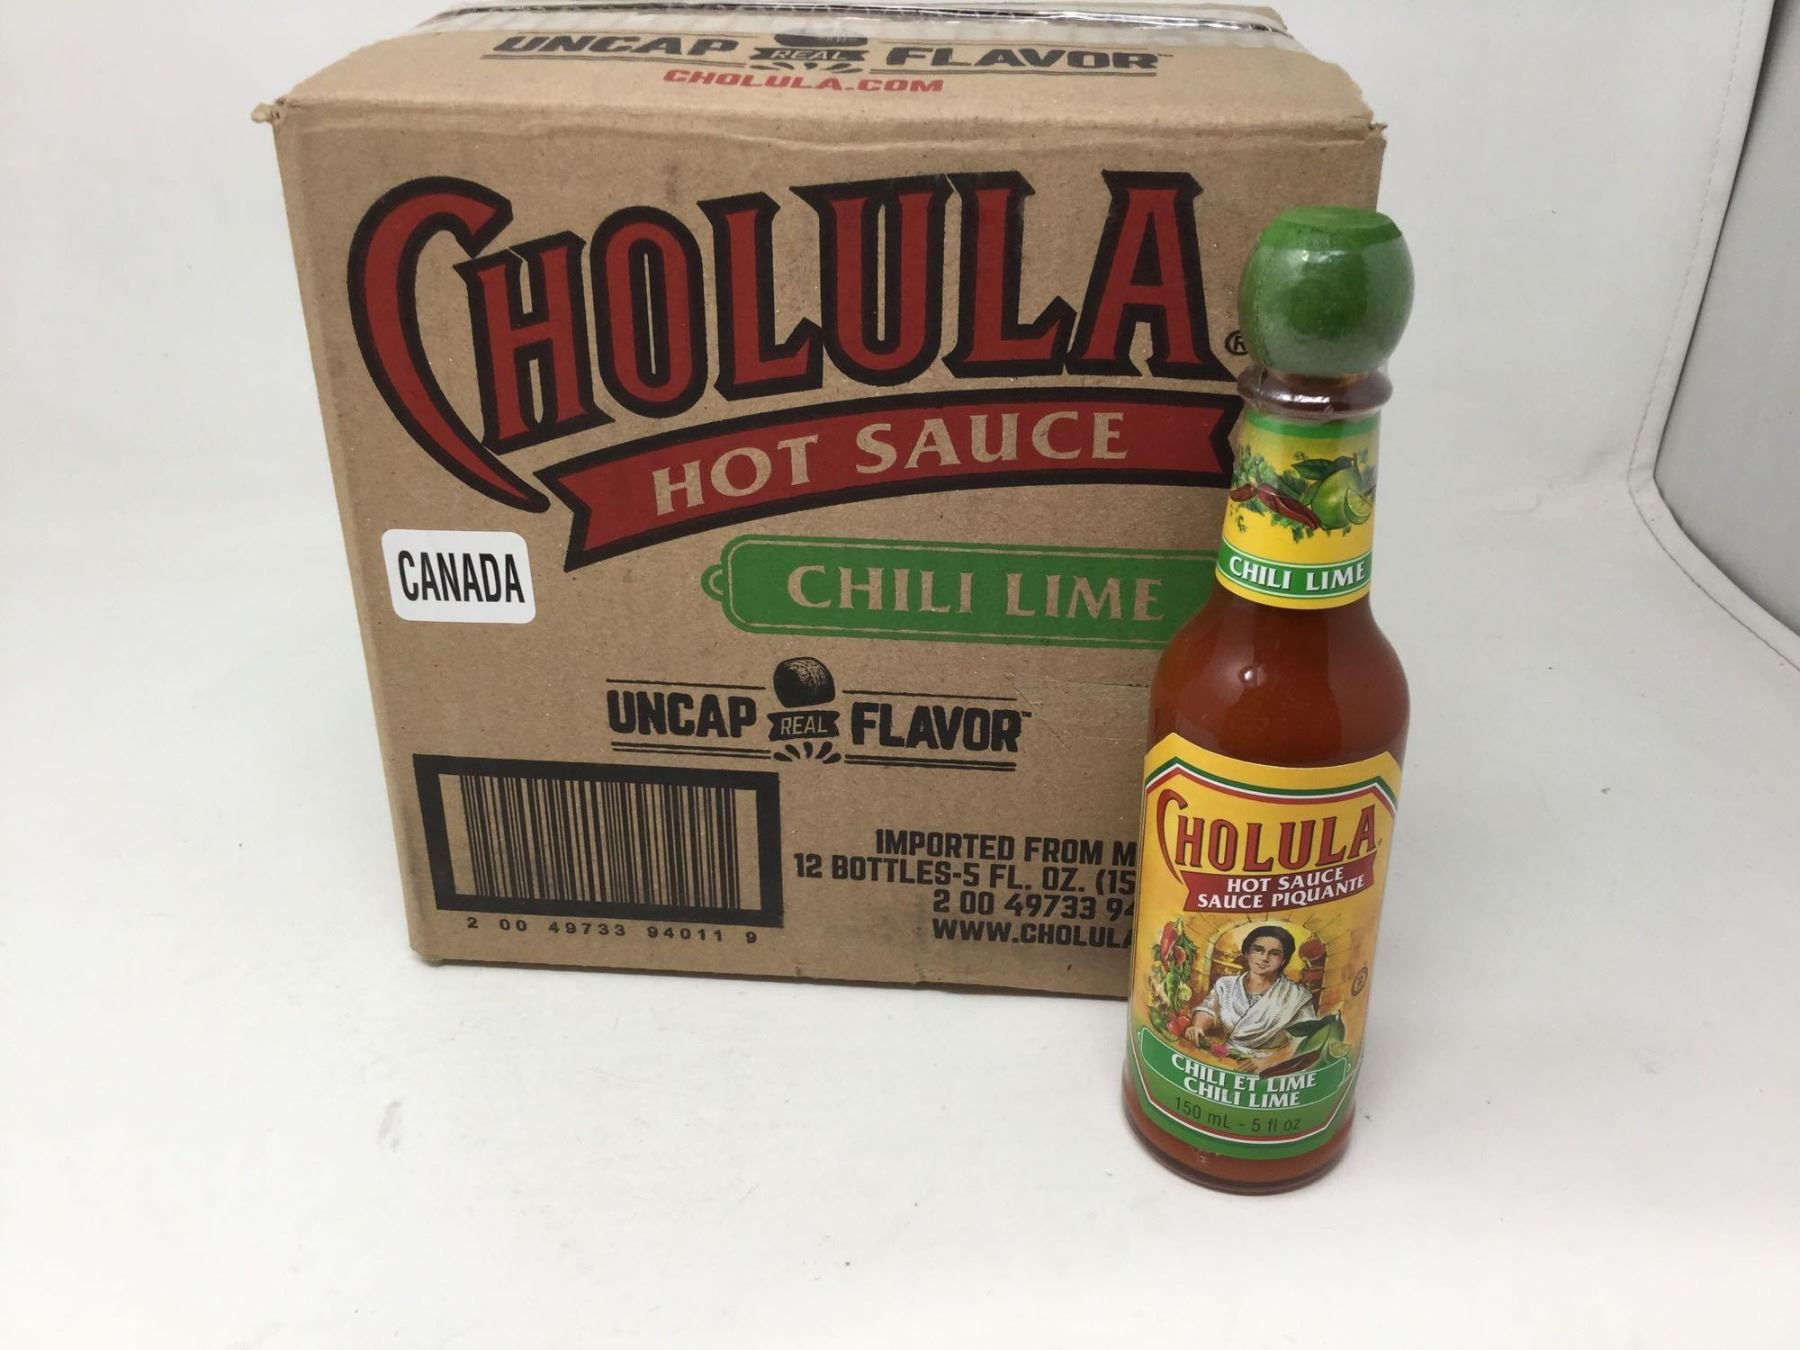 UNCAP REAL FLAVOR™
CHOLULA.COM
CHOLULA®
HOT SAUCE
CANADA
CHILI LIME
UNCAP REAL FLAVOR™
2 00 49733 94011 9
IMPORTED FROM M
12 BOTTLES-5 FL. OZ. (15
2 00 49733 94
WWW.CHOLULA
CHILI LIME
CHOLULA
HOT SAUCE
SAUCE PIQUANTE
CHILI ET LIME
CHILI LIME
150 mL - 5 fl oz